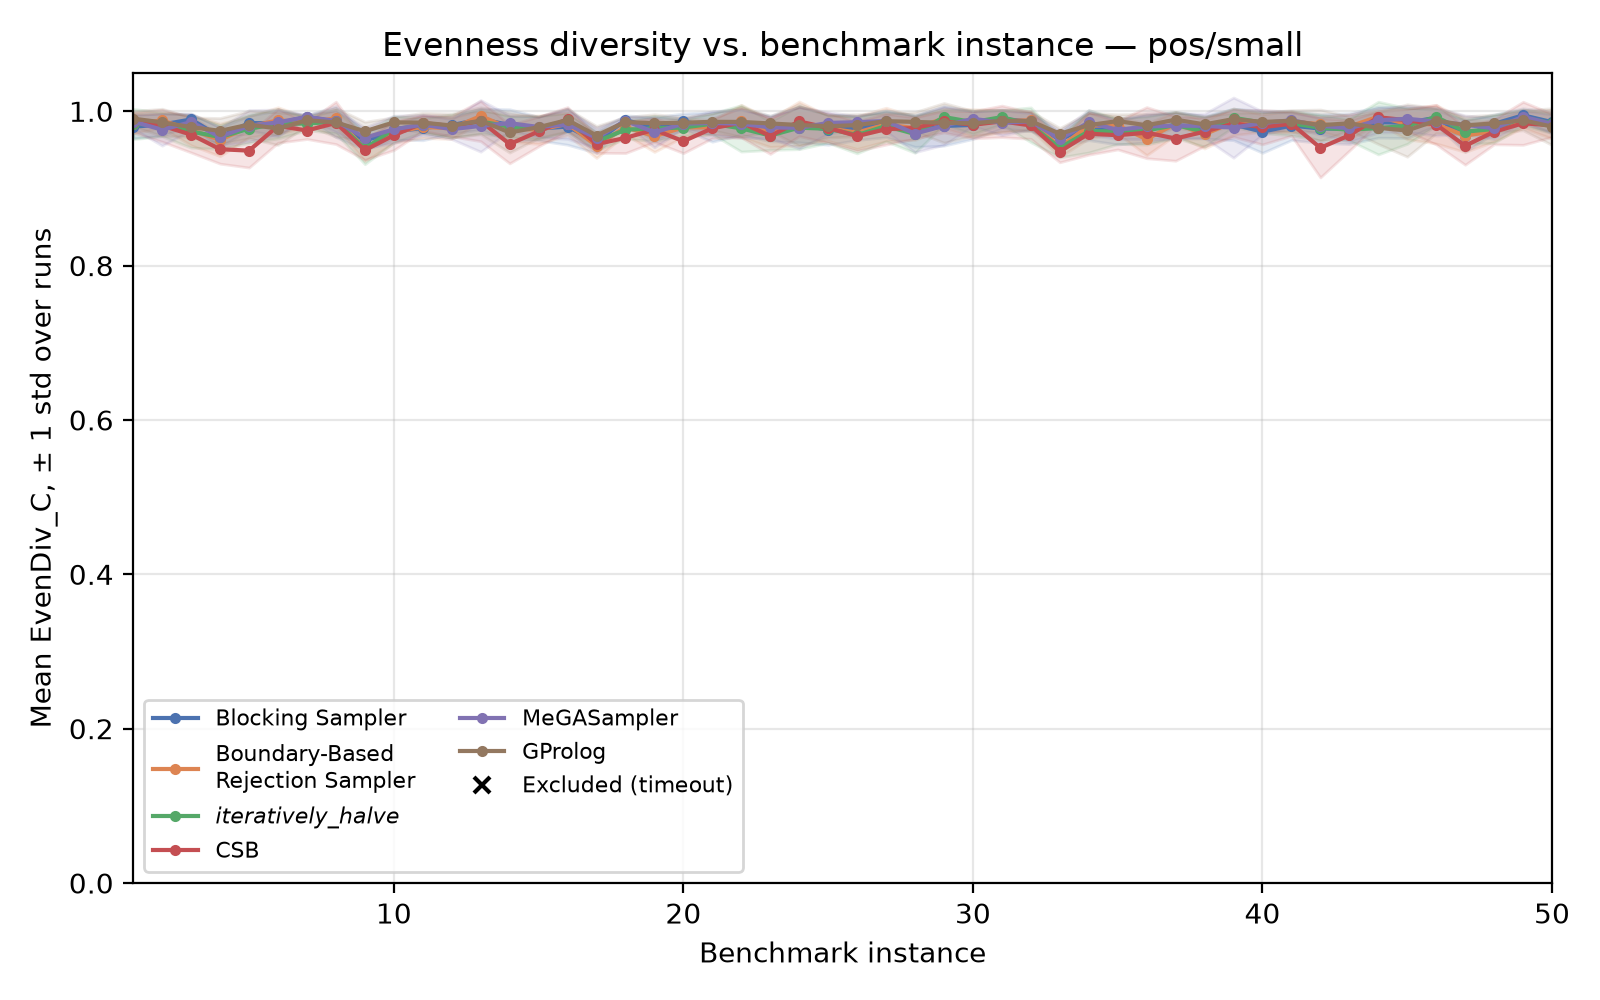 Evenness diversity vs. benchmark instance — pos/small
Mean EvenDiv_C, ± 1 std over runs
1.0
0.8
0.6
0.4
0.2
0.0
Blocking Sampler
Boundary-Based
Rejection Sampler
iteratively_halve
CSB
MeGASampler
GProlog
Excluded (timeout)
10
20
30
40
50
Benchmark instance